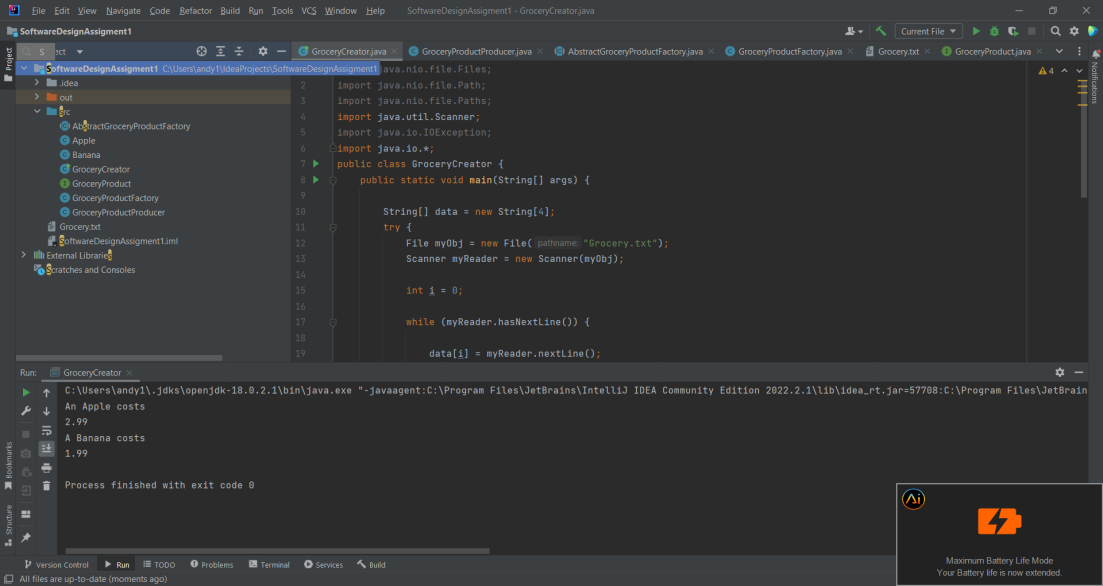 File Edit View Navigate Code Refactor Build Run Tools VCS Window Help SoftwareDesignAssigment1 - GroceryCreator.java
SoftwareDesignAssigment1
Current File
S ect
GroceryCreator.java
GroceryProductProducer.java
AbstractGroceryProductFactory.java
GroceryProductFactory.java
Grocery.txt
GroceryProduct.java
Project
Notifications
4
SoftwareDesignAssigment1 C:\Users\andy1\IdeaProjects\SoftwareDesignAssigment1
.idea
out
src
AbstractGroceryProductFactory
Apple
Banana
GroceryCreator
GroceryProduct
GroceryProductFactory
GroceryProductProducer
Grocery.txt
SoftwareDesignAssigment1.iml
External Libraries
Scratches and Consoles
java.nio.file.Files;
2 import java.nio.file.Path;
3 import java.nio.file.Paths;
4 import java.util.Scanner;
5 import java.io.IOException;
6 import java.io.*;
7 public class GroceryCreator {
8 public static void main(String[] args) {
9
10 String[] data = new String[4];
11 try {
12 File myObj = new File( pathname: "Grocery.txt");
13 Scanner myReader = new Scanner(myObj);
14
15 int i = 0;
16
17 while (myReader.hasNextLine()) {
18
19 data[i] = myReader.nextLine();
Run: GroceryCreator
C:\Users\andy1\.jdks\openjdk-18.0.2.1\bin\java.exe "-javaagent:C:\Program Files\JetBrains\IntelliJ IDEA Community Edition 2022.2.1\lib\idea_rt.jar=57708:C:\Program Files\JetBrain
An Apple costs
2.99
A Banana costs
1.99
Process finished with exit code 0
Bookmarks
Structure
Ai
Maximum Battery Life Mode
Your Battery life is now extended.
Version Control Run TODO Problems Terminal Services Build
All files are up-to-date (moments ago)